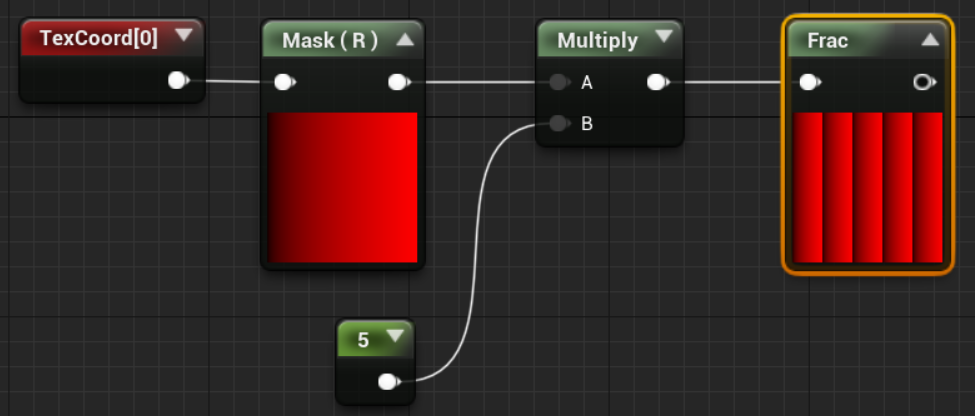 TexCoord[0]
Mask ( R )
Multiply
Frac
A
B
5